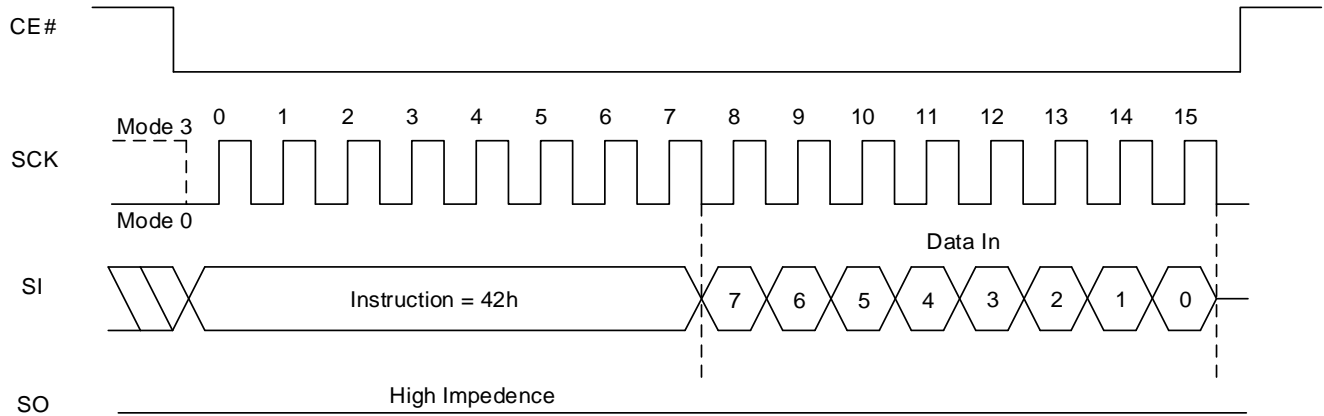 CE#
Mode 3
0 1 2 3 4 5 6 7 8 9 10 11 12 13 14 15
SCK
Mode 0
Data In
SI
Instruction = 42h
7 6 5 4 3 2 1 0
High Impedence
SO